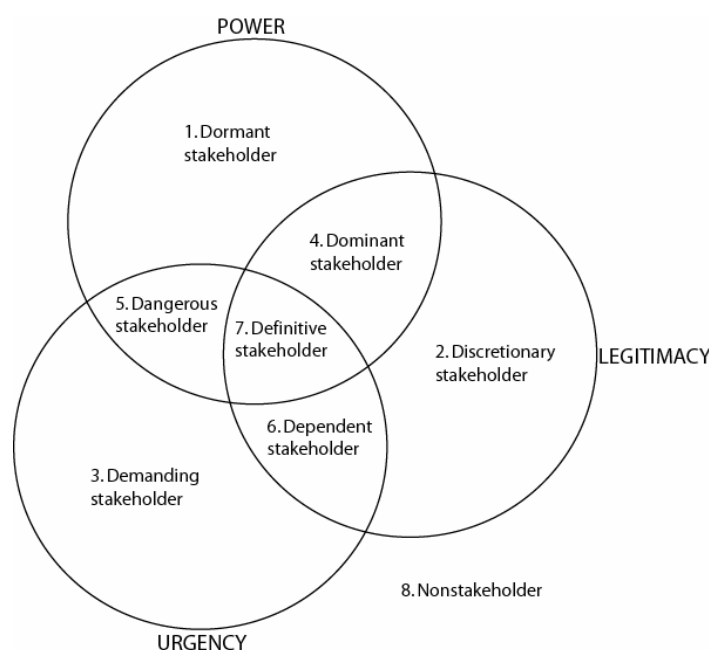 POWER
1. Dormant
stakeholder
4. Dominant
stakeholder
5. Dangerous
stakeholder
7. Definitive
stakeholder
2. Discretionary
stakeholder
LEGITIMACY
6. Dependent
stakeholder
3. Demanding
stakeholder
8. Nonstakeholder
URGENCY